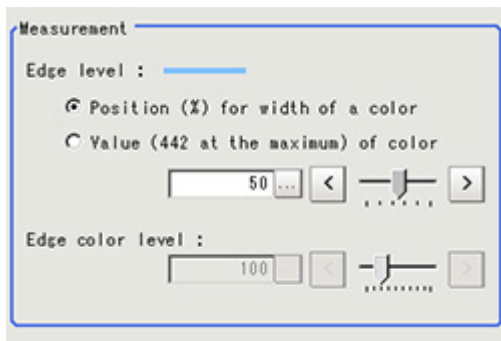 Measurement
Edge level :
Position (%) for width of a color
Value (442 at the maximum) of color
50 ... < >
Edge color level :
100 < >